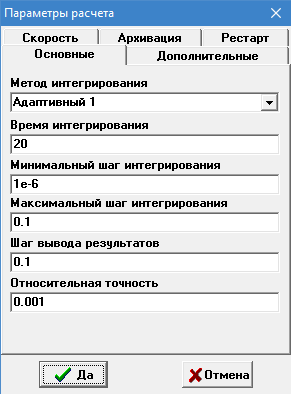 Параметры расчета
Скорость Архивация Рестарт
Основные Дополнительные
Метод интегрирования
Адаптивный 1
Время интегрирования
20
Минимальный шаг интегрирования
1e-6
Максимальный шаг интегрирования
0.1
Шаг вывода результатов
0.1
Относительная точность
0.001
Да Отмена